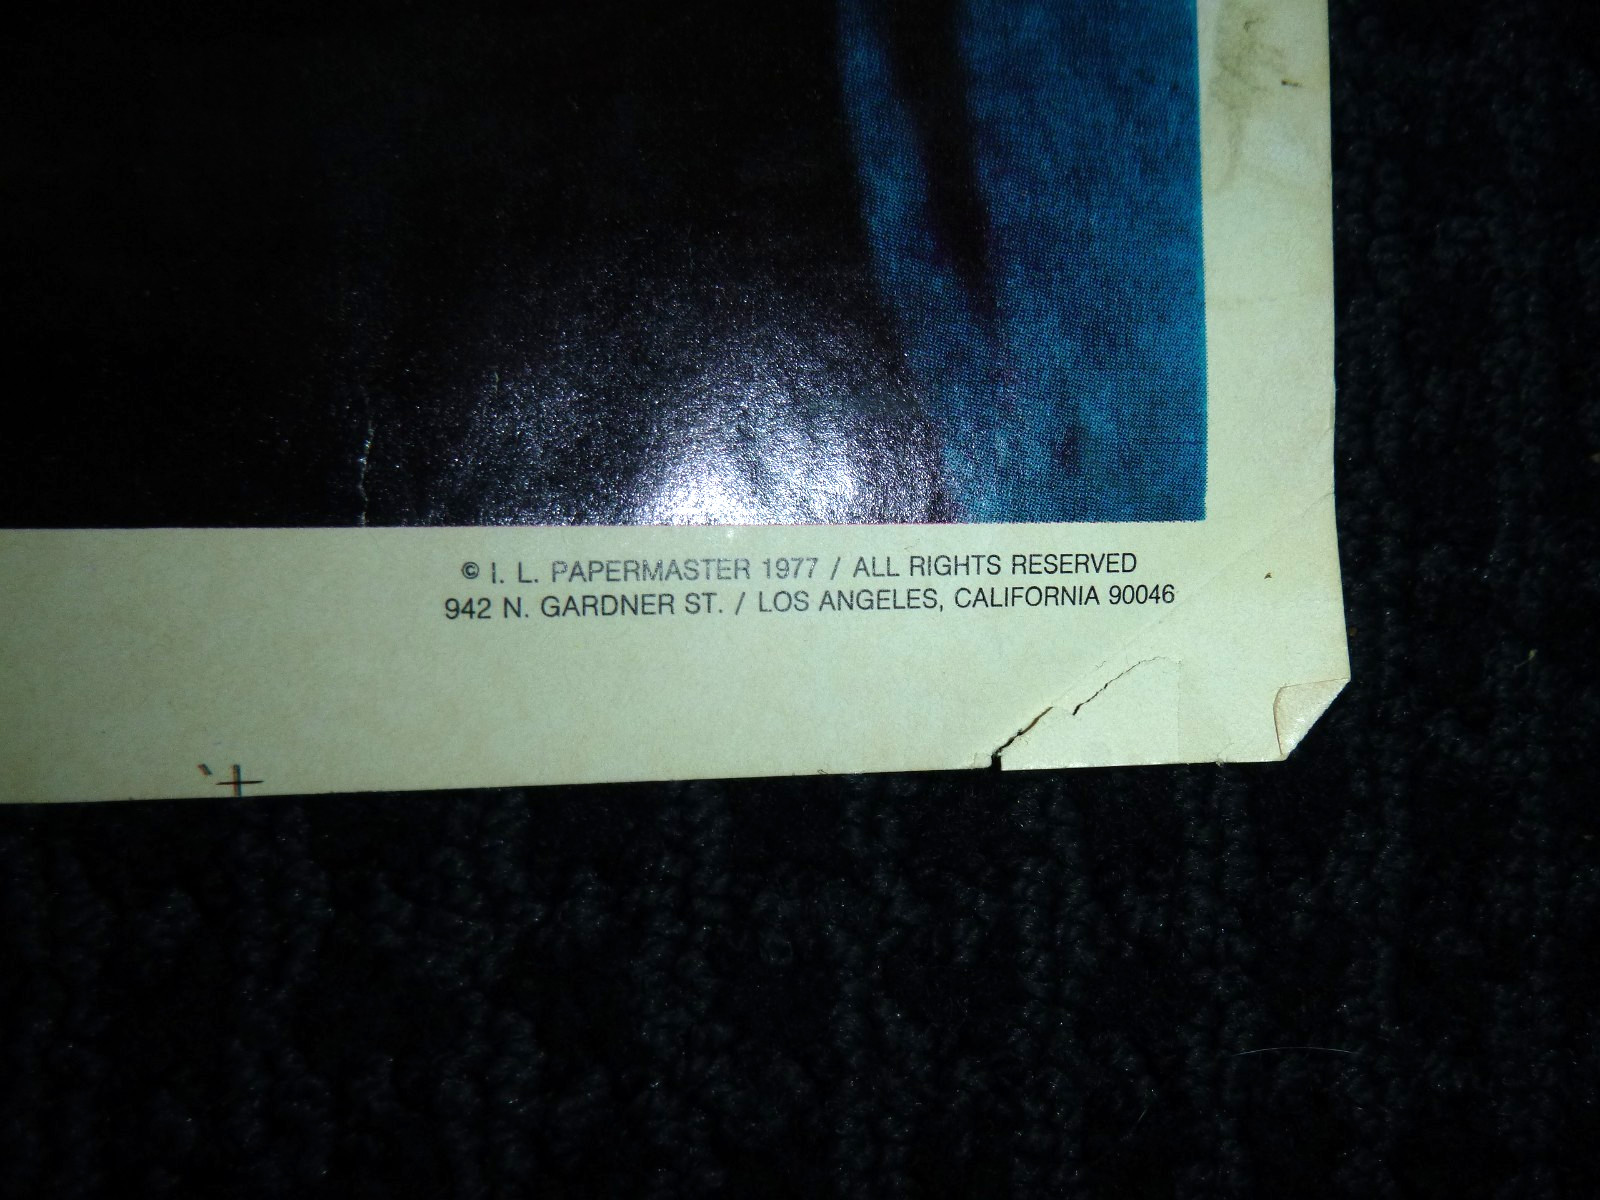 © I. L. PAPERMASTER 1977 / ALL RIGHTS RESERVED
942 N. GARDNER ST. / LOS ANGELES, CALIFORNIA 90046